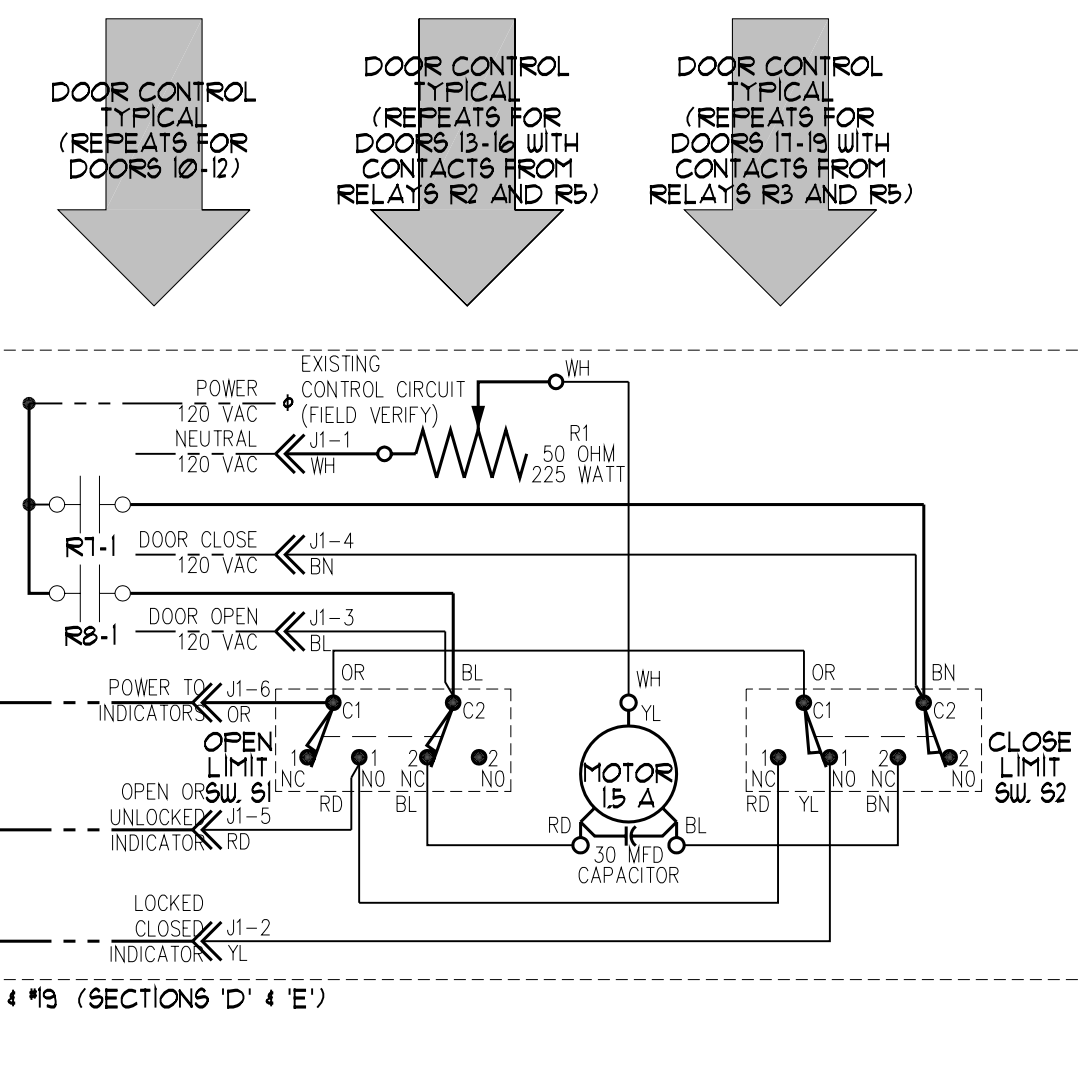 DOOR CONTROL
TYPICAL
(REPEATS FOR
DOORS 10-12)
DOOR CONTROL
TYPICAL
(REPEATS FOR
DOORS 13-16 WITH
CONTACTS FROM
RELAYS R2 AND R5)
DOOR CONTROL
TYPICAL
(REPEATS FOR
DOORS 17-19 WITH
CONTACTS FROM
RELAYS R3 AND R5)
POWER
120 VAC
EXISTING
CONTROL CIRCUIT
(FIELD VERIFY)
WH
NEUTRAL
120 VAC
J1-1
WH
R1
50 OHM
225 WATT
R7-1
DOOR CLOSE
120 VAC
J1-4
BN
R8-1
DOOR OPEN
120 VAC
J1-3
BL
OR
BL
WH
OR
BN
POWER TO
INDICATORS
J1-6
OR
C1
C2
YL
C1
C2
OPEN
LIMIT
SW. S1
1
NC
1
NO
2
NC
2
NO
MOTOR
1.5 A
1
NC
1
NO
2
NC
2
NO
CLOSE
LIMIT
SW. S2
RD
BL
RD
YL
BN
OPEN OR
UNLOCKED
INDICATOR
J1-5
RD
RD
BL
30 MFD
CAPACITOR
LOCKED
CLOSED
INDICATOR
J1-2
YL
& #19 (SECTIONS 'D' & 'E')